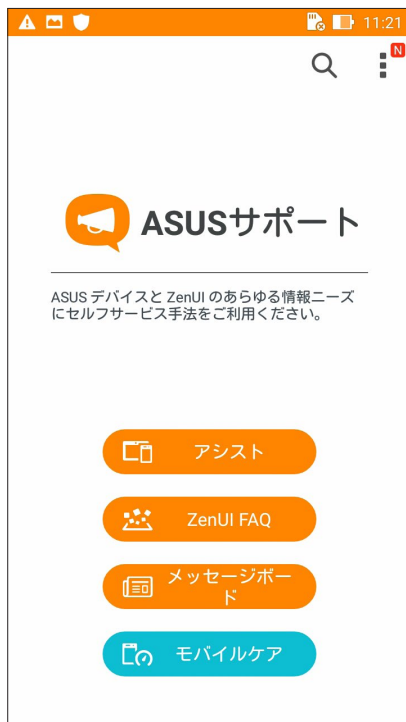 11:21
N
ASUSサポート
ASUS デバイスと ZenUI のあらゆる情報ニーズ
にセルフサービス手法をご利用ください。
アシスト
ZenUI FAQ
メッセージボー
ド
モバイルケア